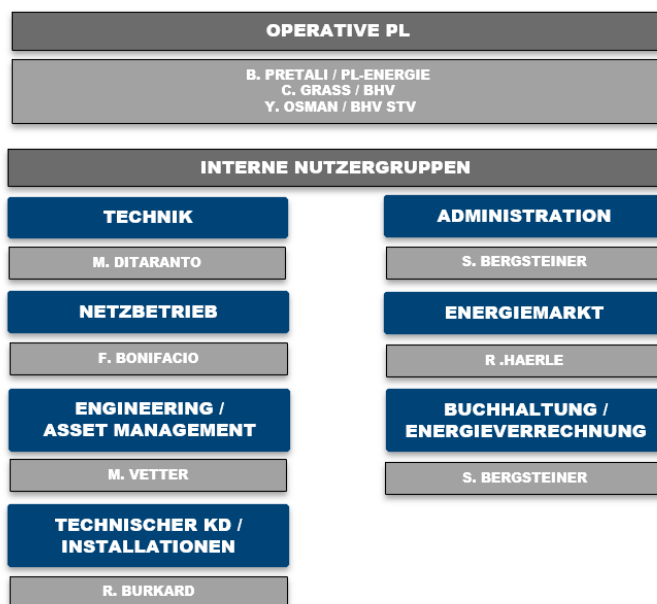 OPERATIVE PL
B. PRETALI / PL-ENERGIE
C. GRASS / BHV
Y. OSMAN / BHV STV
INTERNE NUTZERGRUPPEN
TECHNIK
M. DITARANTO
NETZBETRIEB
F. BONIFACIO
ENGINEERING /
ASSET MANAGEMENT
M. VETTER
TECHNISCHER KD /
INSTALLATIONEN
R. BURKARD
ADMINISTRATION
S. BERGSTEINER
ENERGIEMARKT
R .HAERLE
BUCHHALTUNG /
ENERGIEVERRECHNUNG
S. BERGSTEINER